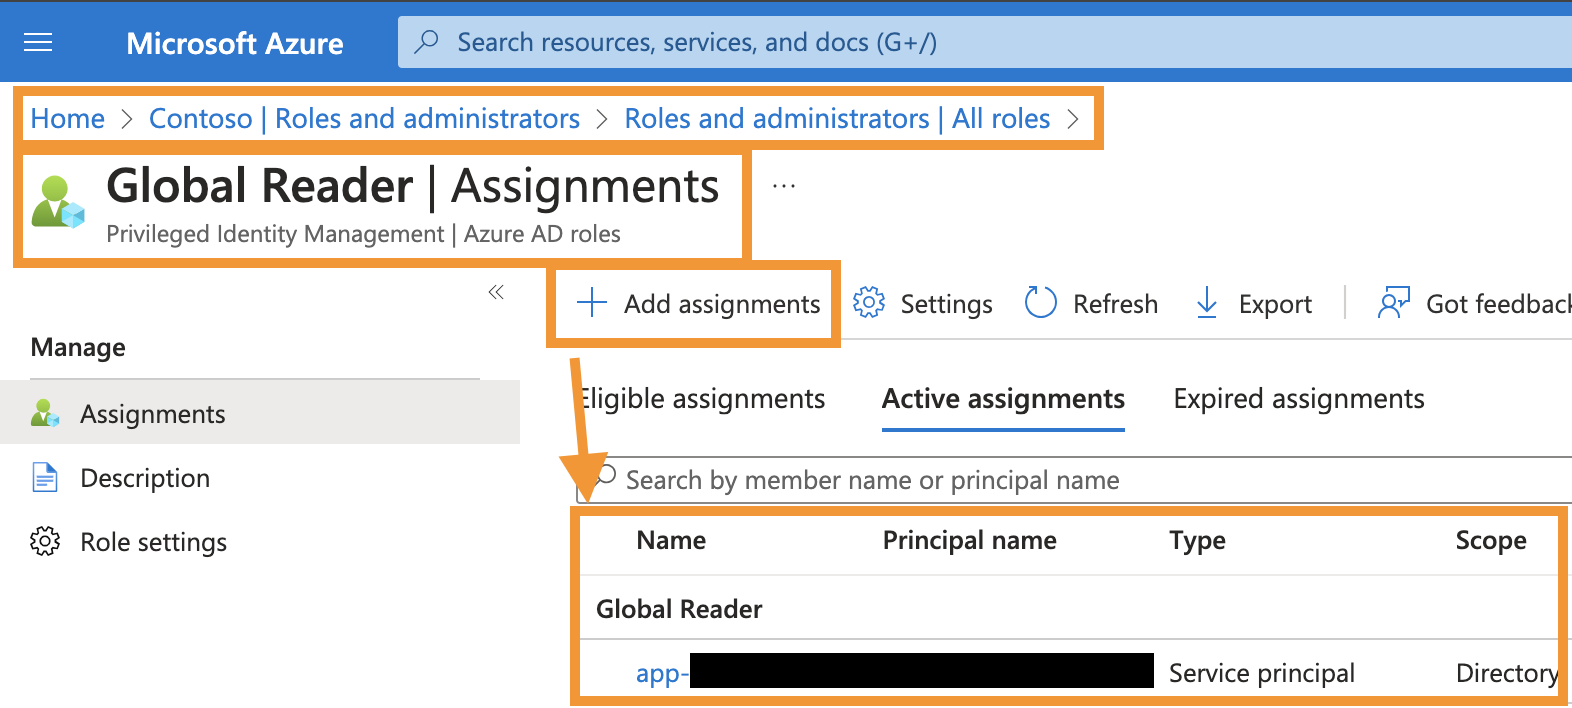 Microsoft Azure
Search resources, services, and docs (G+/)
Home > Contoso | Roles and administrators > Roles and administrators | All roles >
Global Reader | Assignments ...
Privileged Identity Management | Azure AD roles
«
Add assignments
Settings
Refresh
Export
Got feedback
Manage
Assignments
Description
Role settings
Eligible assignments
Active assignments
Expired assignments
Search by member name or principal name
Name Principal name Type Scope
Global Reader
app- Service principal Directory